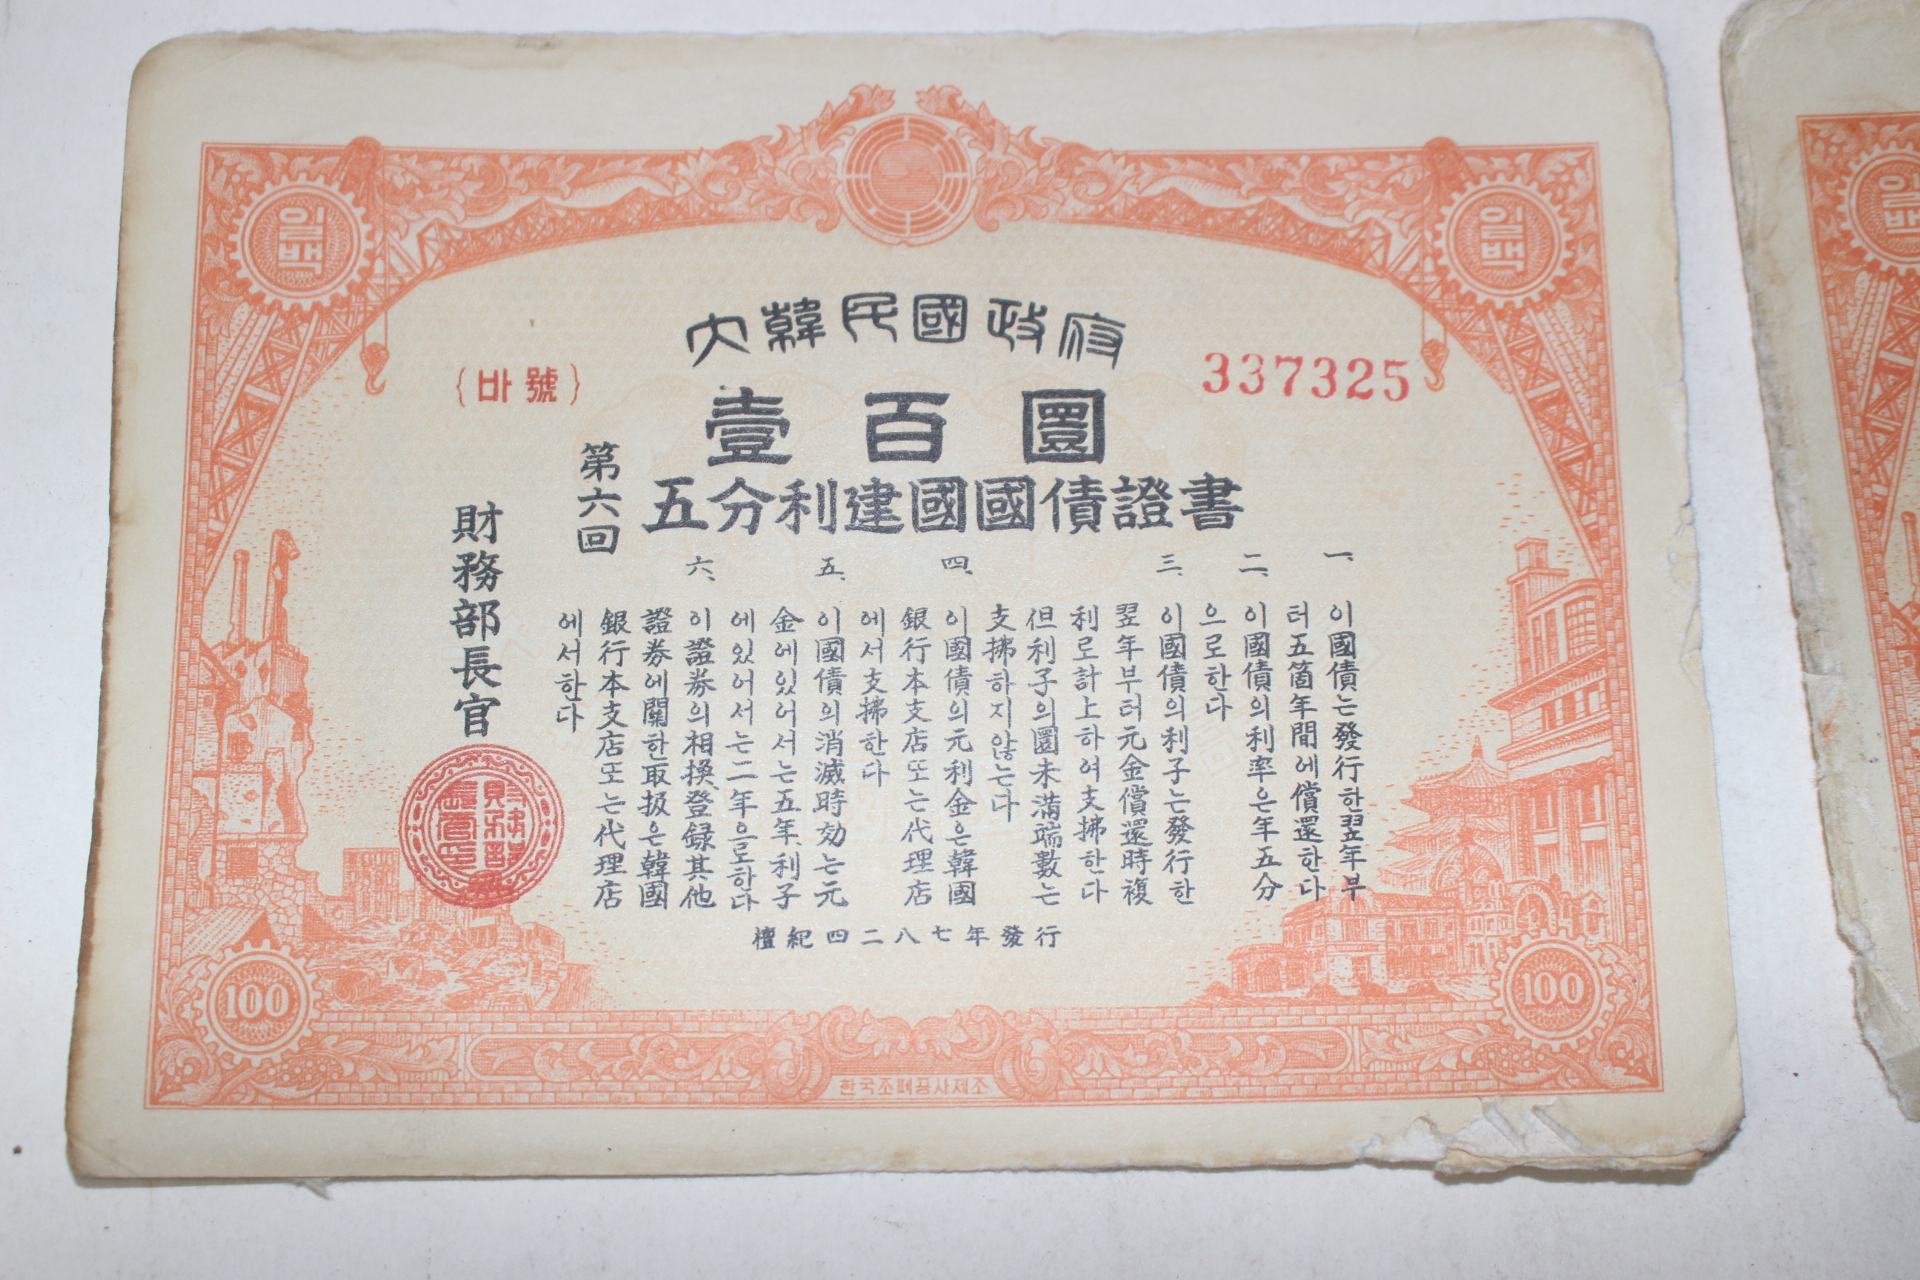 일백
일백
大韓民國政府
{바號}
337325
壹百圜
五分利建國國債證書
第六回
一、이國債는發行한翌年부
터五箇年間에償還한다
二、이國債의利率은年五分
으로한다
三、이國債의利子는發行한
翌年부터元金償還時複
利로計上하여支拂한다
但利子의圜未滿端數는
支拂하지않는다
四、이國債의元利金은韓國
銀行本支店또는代理店
에서支拂한다
五、이國債의消滅時効는元
金에있어서는五年、利子
에있어서는二年으로한다
六、이證券의相換、登錄其他
證券에關한取扱은韓國
銀行本支店또는代理店
에서한다
財務部長官
檀紀四二八七年發行
100
100
한국조폐공사제조
일백